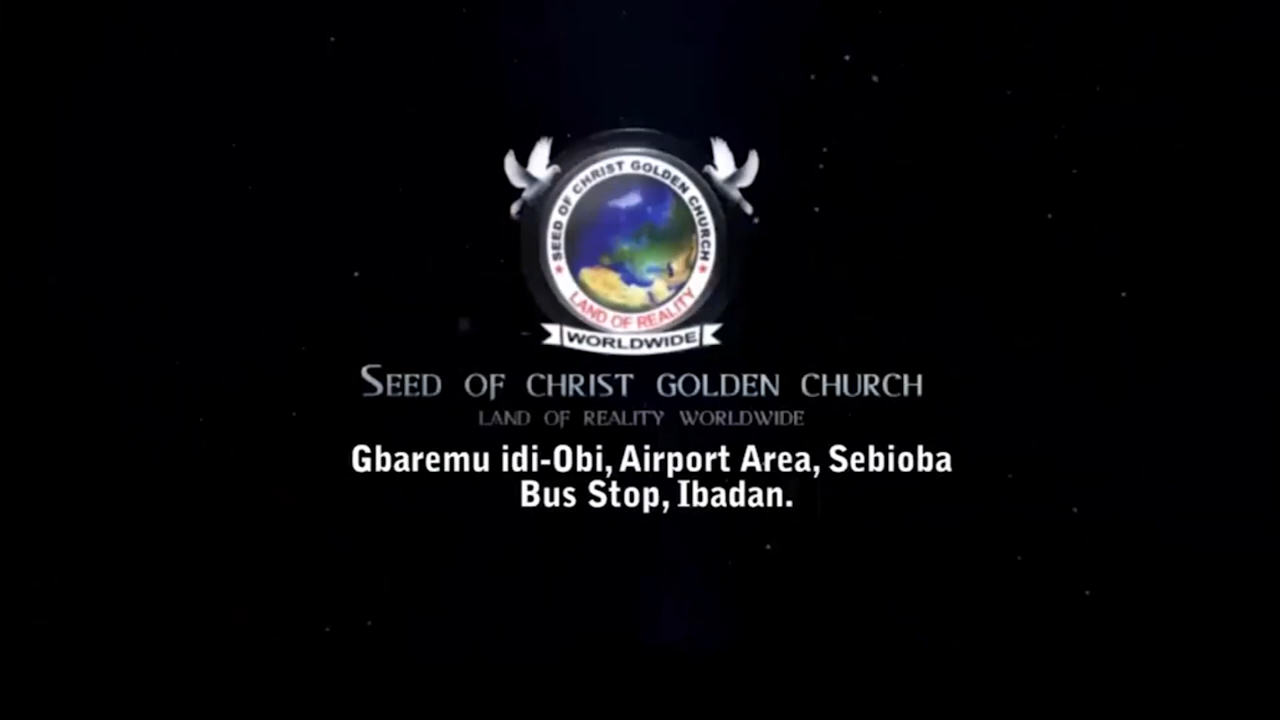 SEED OF CHRIST GOLDEN CHURCH
LAND OF REALITY
WORLDWIDE
SEED OF CHRIST GOLDEN CHURCH
LAND OF REALITY WORLDWIDE
Gbaremu idi-Obi, Airport Area, Sebioba
Bus Stop, Ibadan.